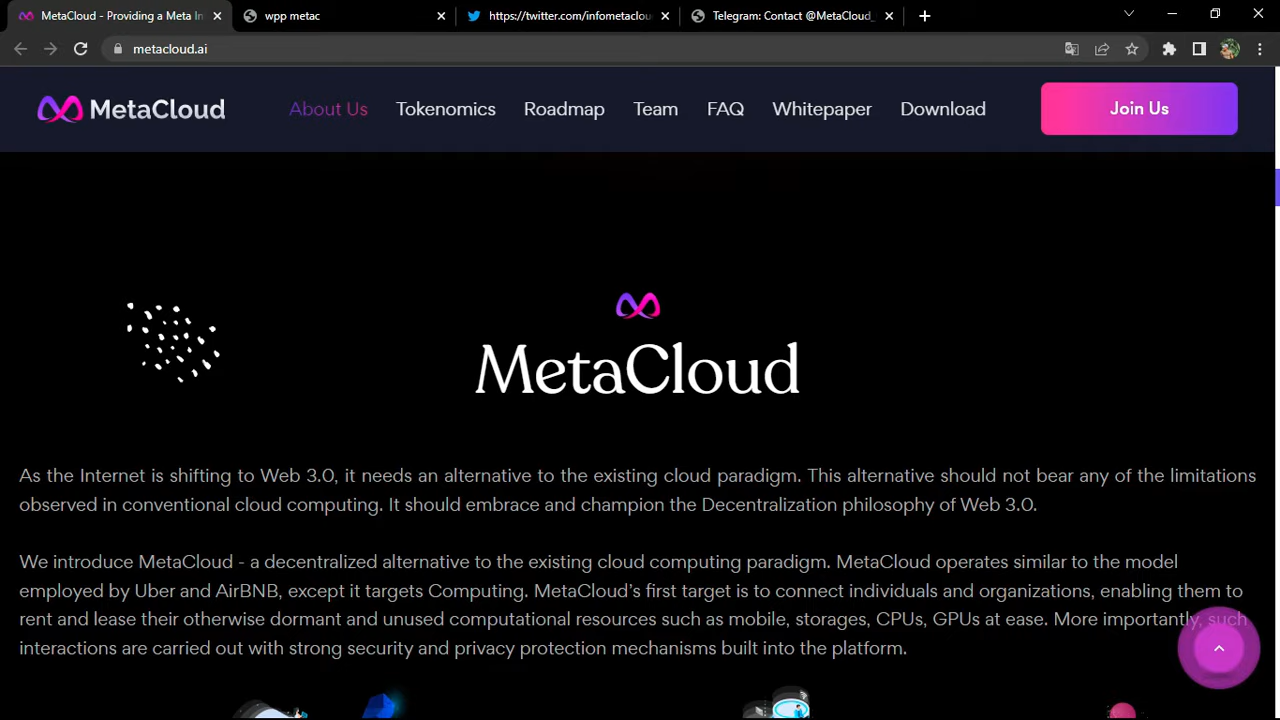 MetaCloud - Providing a Meta In
wpp metac
https://twitter.com/infometaclou
Telegram: Contact @MetaCloud_
metacloud.ai
MetaCloud
About Us
Tokenomics
Roadmap
Team
FAQ
Whitepaper
Download
Join Us
MetaCloud
As the Internet is shifting to Web 3.0, it needs an alternative to the existing cloud paradigm. This alternative should not bear any of the limitations
observed in conventional cloud computing. It should embrace and champion the Decentralization philosophy of Web 3.0.
We introduce MetaCloud - a decentralized alternative to the existing cloud computing paradigm. MetaCloud operates similar to the model
employed by Uber and AirBNB, except it targets Computing. MetaCloud's first target is to connect individuals and organizations, enabling them to
rent and lease their otherwise dormant and unused computational resources such as mobile, storages, CPUs, GPUs at ease. More importantly, such
interactions are carried out with strong security and privacy protection mechanisms built into the platform.